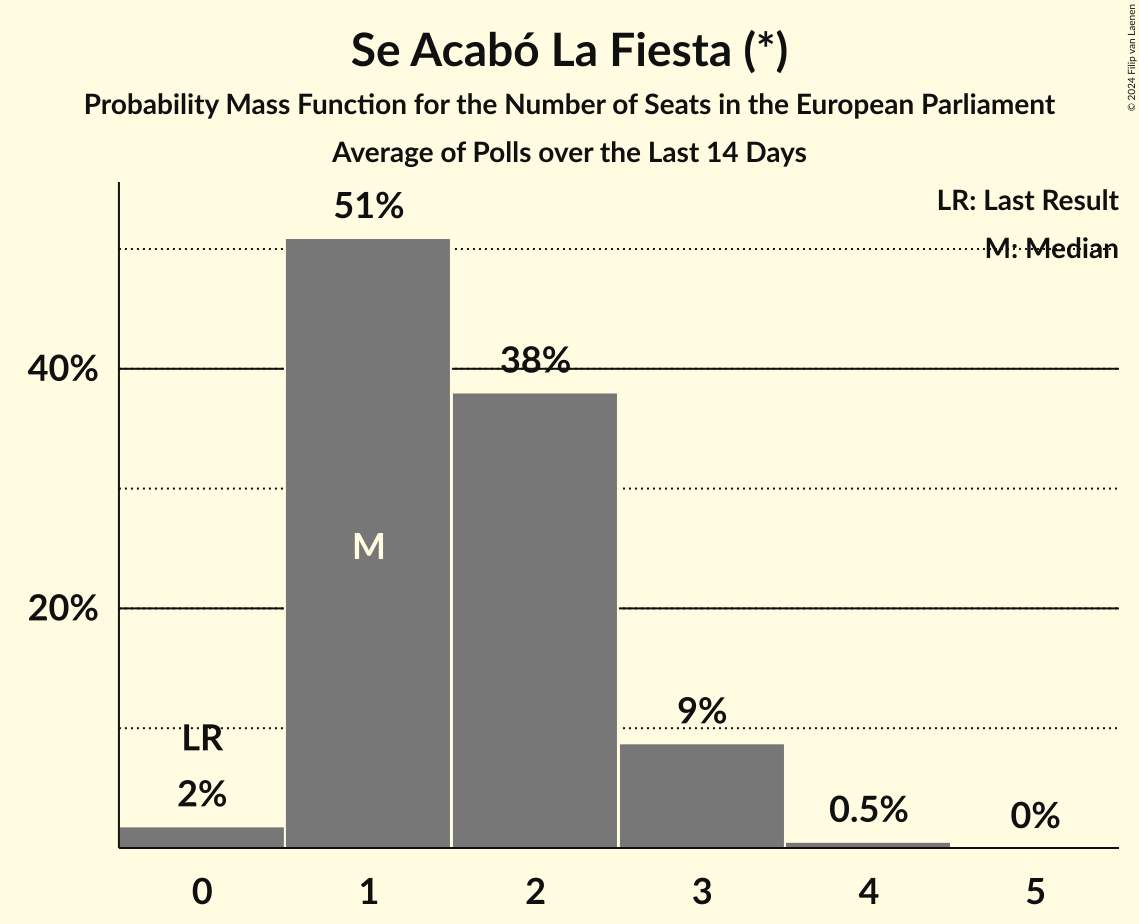 Se Acabó La Fiesta (*)
Probability Mass Function for the Number of Seats in the European Parliament
Average of Polls over the Last 14 Days
© 2024 Filip van Laenen
LR: Last Result
M: Median
51%
38%
40%
M
20%
9%
LR
2%
0.5%
0%
0 1 2 3 4 5